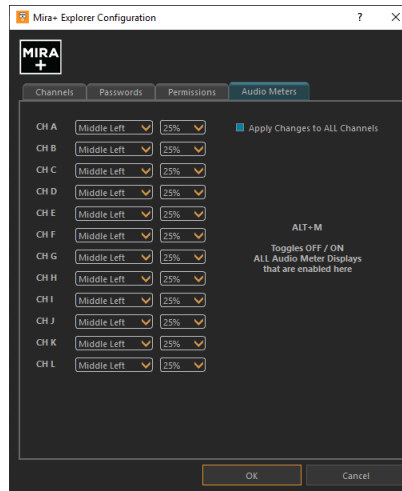 Mira+ Explorer Configuration
MIRA
+
Channels Passwords Permissions Audio Meters
CH A Middle Left 25% Apply Changes to ALL Channels
CH B Middle Left 25%
CH C Middle Left 25%
CH D Middle Left 25%
CH E Middle Left 25%
CH F Middle Left 25%
CH G Middle Left 25%
CH H Middle Left 25%
CH I Middle Left 25%
CH J Middle Left 25%
CH K Middle Left 25%
CH L Middle Left 25%
ALT+M
Toggles OFF / ON
ALL Audio Meter Displays
that are enabled here
OK Cancel